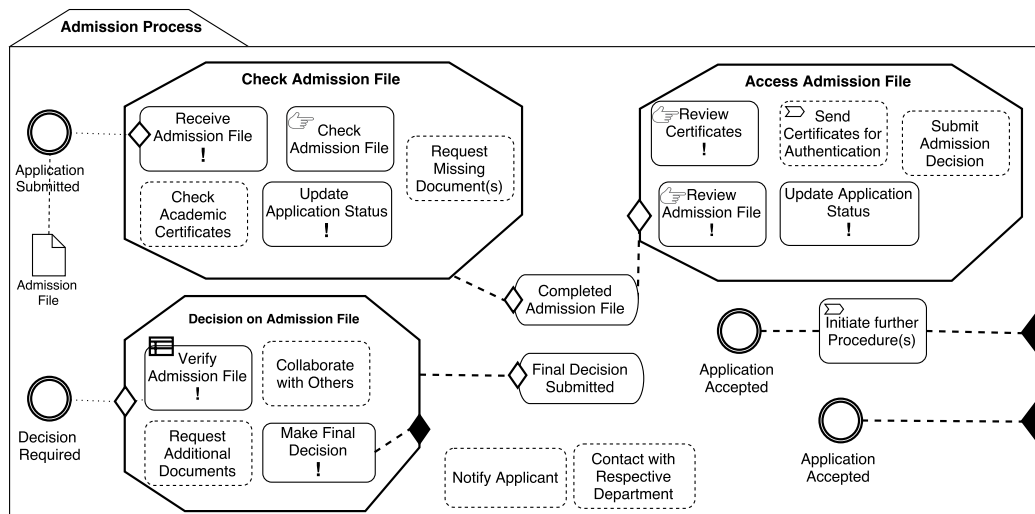 Admission Process
Check Admission File
Receive
Admission File
!
Check
Admission File
Request
Missing
Document(s)
Check
Academic
Certificates
Update
Application Status
!
Application
Submitted
Admission
File
Access Admission File
Review
Certificates
!
Send
Certificates for
Authentication
Submit
Admission
Decision
Review
Admission File
!
Update Application
Status
!
Completed
Admission File
Decision on Admission File
Verify
Admission File
!
Collaborate
with Others
Request
Additional
Documents
Make Final
Decision
!
Decision
Required
Final Decision
Submitted
Application
Accepted
Initiate further
Procedure(s)
Application
Accepted
Notify Applicant
Contact with
Respective
Department